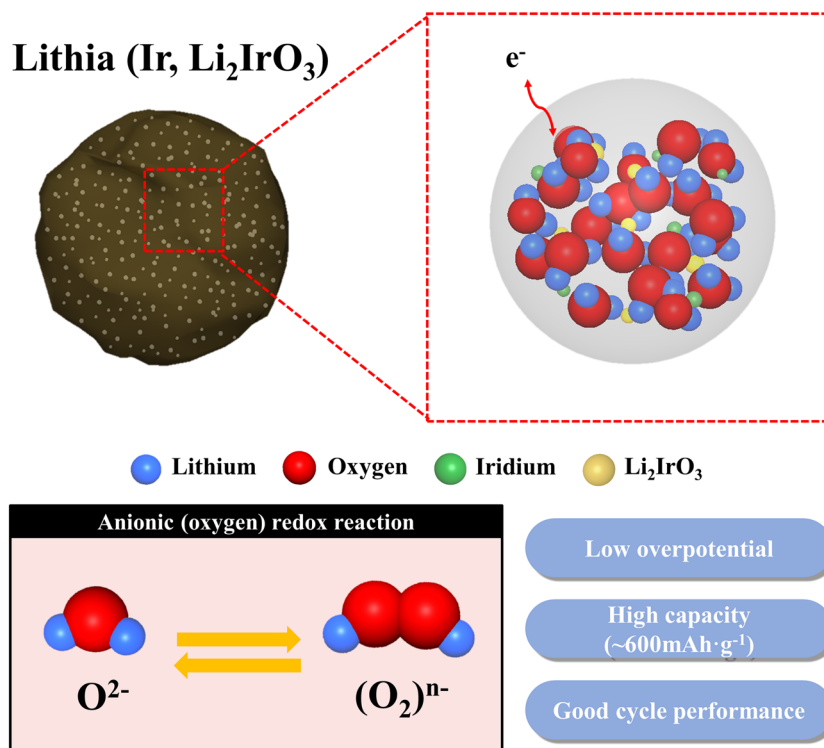 Lithia (Ir, Li₂IrO₃)
e⁻
Lithium
Oxygen
Iridium
Li₂IrO₃
Anionic (oxygen) redox reaction
O²⁻
(O₂)ⁿ⁻
Low overpotential
High capacity
(~600mAh·g⁻¹)
Good cycle performance